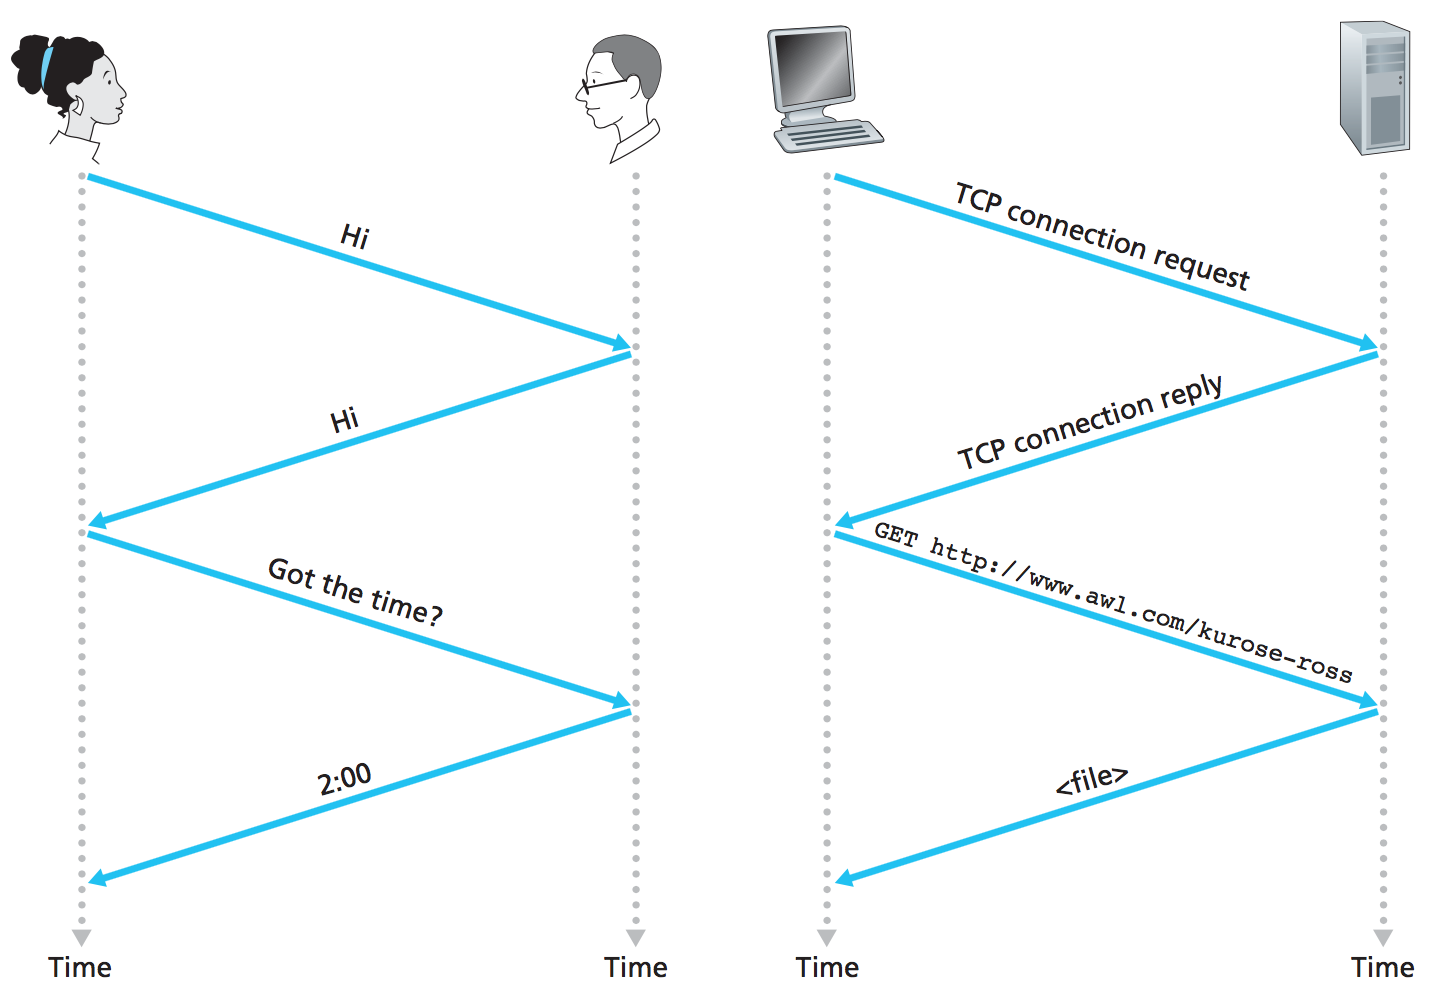 Hi
Hi
Got the time?
2:00
Time
Time
TCP connection request
TCP connection reply
GET http://www.awl.com/kurose-ross
<file>
Time
Time